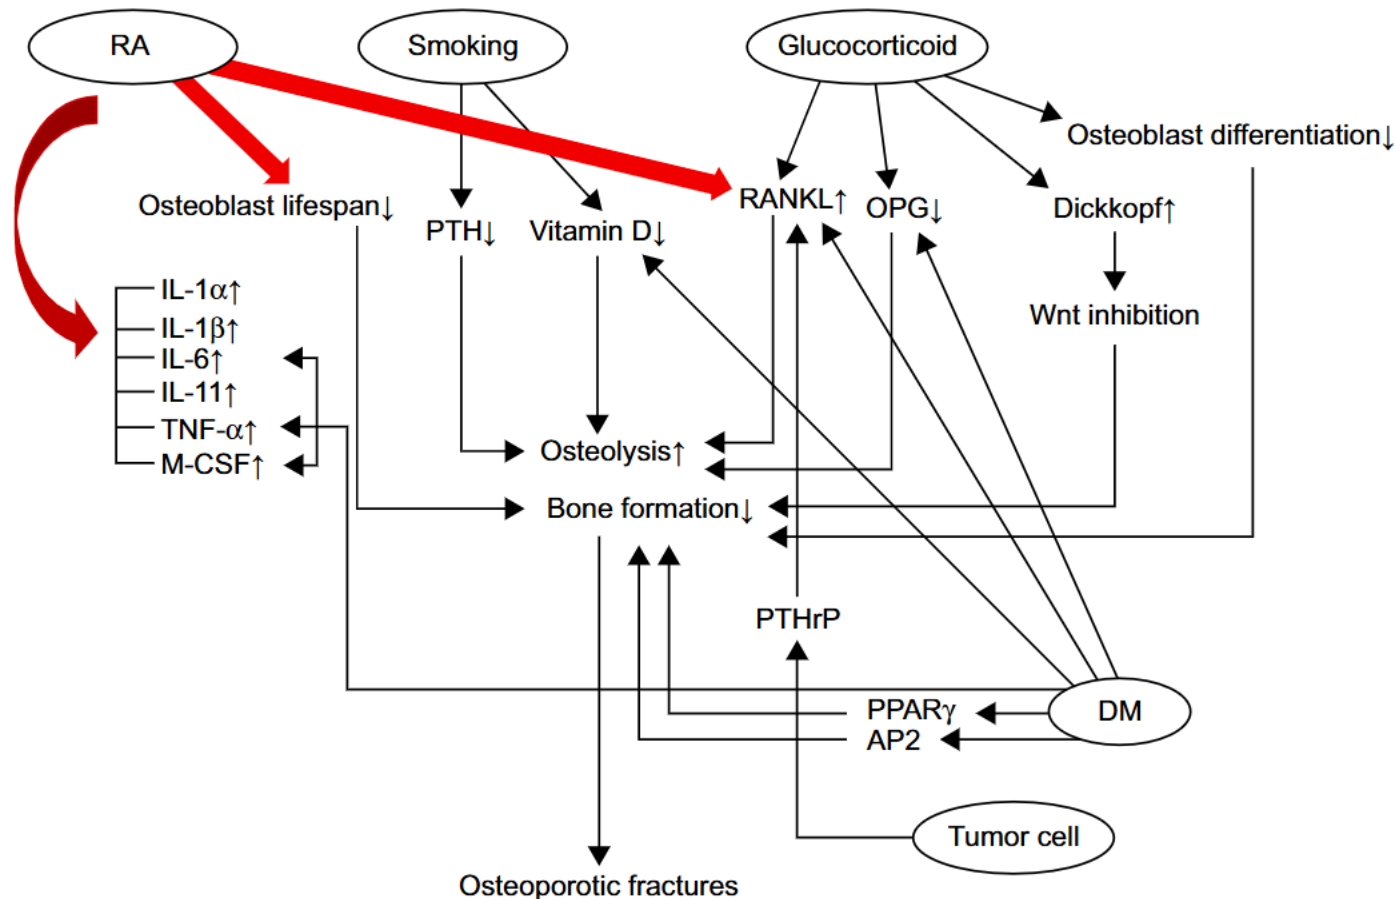 RA
Smoking
Glucocorticoid
Osteoblast differentiation↓
Osteoblast lifespan↓
PTH↓
Vitamin D↓
RANKL↑
OPG↓
Dickkopf↑
Wnt inhibition
IL-1α↑
IL-1β↑
IL-6↑
IL-11↑
TNF-α↑
M-CSF↑
Osteolysis↑
Bone formation↓
PTHrP
PPARγ
AP2
DM
Tumor cell
Osteoporotic fractures